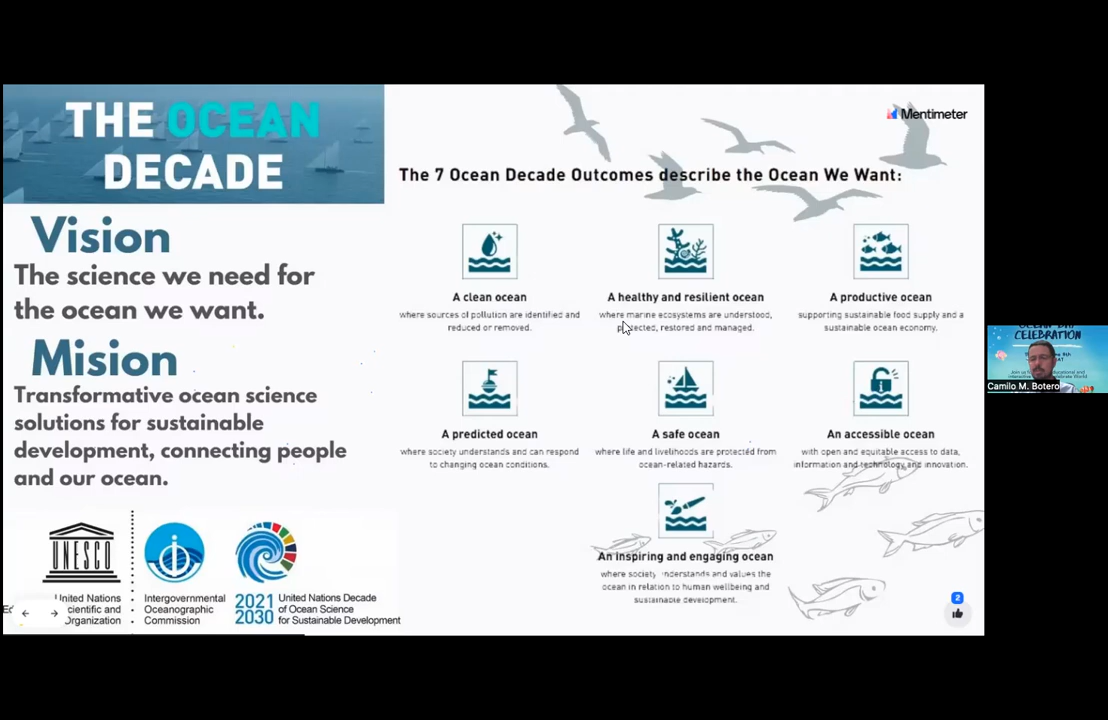 THE OCEAN
DECADE
Vision
The science we need for
the ocean we want.
Mision
Transformative ocean science
solutions for sustainable
development, connecting people
and our ocean.
UNESCO
United Nations
Scientific and
Organization
Intergovernmental
Oceanographic
Commission
2021
2030
United Nations Decade
of Ocean Science
for Sustainable Development
Mentimeter
The 7 Ocean Decade Outcomes describe the Ocean We Want:
A clean ocean
where sources of pollution are identified and
reduced or removed.
A healthy and resilient ocean
where marine ecosystems are understood,
protected, restored and managed.
A productive ocean
supporting sustainable food supply and a
sustainable ocean economy.
A predicted ocean
where society understands and can respond
to changing ocean conditions.
A safe ocean
where life and livelihoods are protected from
ocean-related hazards.
An accessible ocean
with open and equitable access to data,
information and technology and innovation.
An inspiring and engaging ocean
where society understands and values the
ocean in relation to human wellbeing and
sustainable development.
2
CELEBRATION
Camilo M. Botero